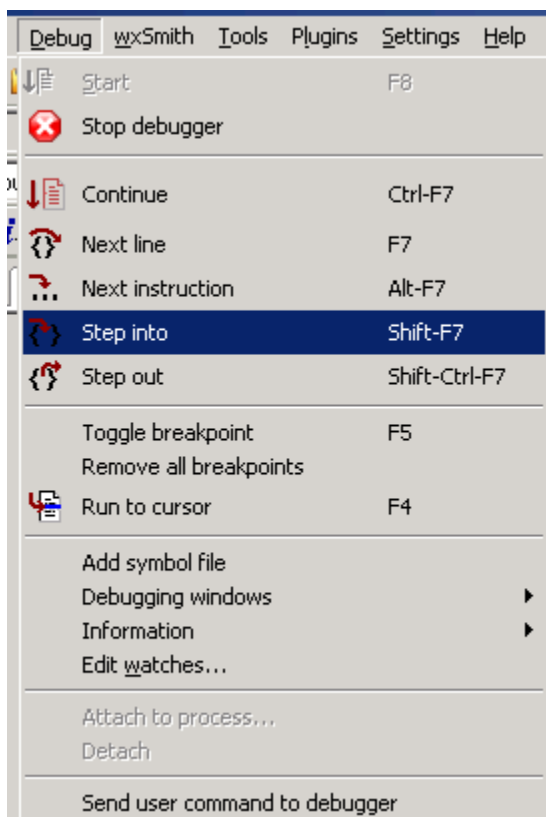 Debug wxSmith Tools Plugins Settings Help
Start F8
Stop debugger
Continue Ctrl-F7
Next line F7
Next instruction Alt-F7
Step into Shift-F7
Step out Shift-Ctrl-F7
Toggle breakpoint F5
Remove all breakpoints
Run to cursor F4
Add symbol file
Debugging windows
Information
Edit watches...
Attach to process...
Detach
Send user command to debugger